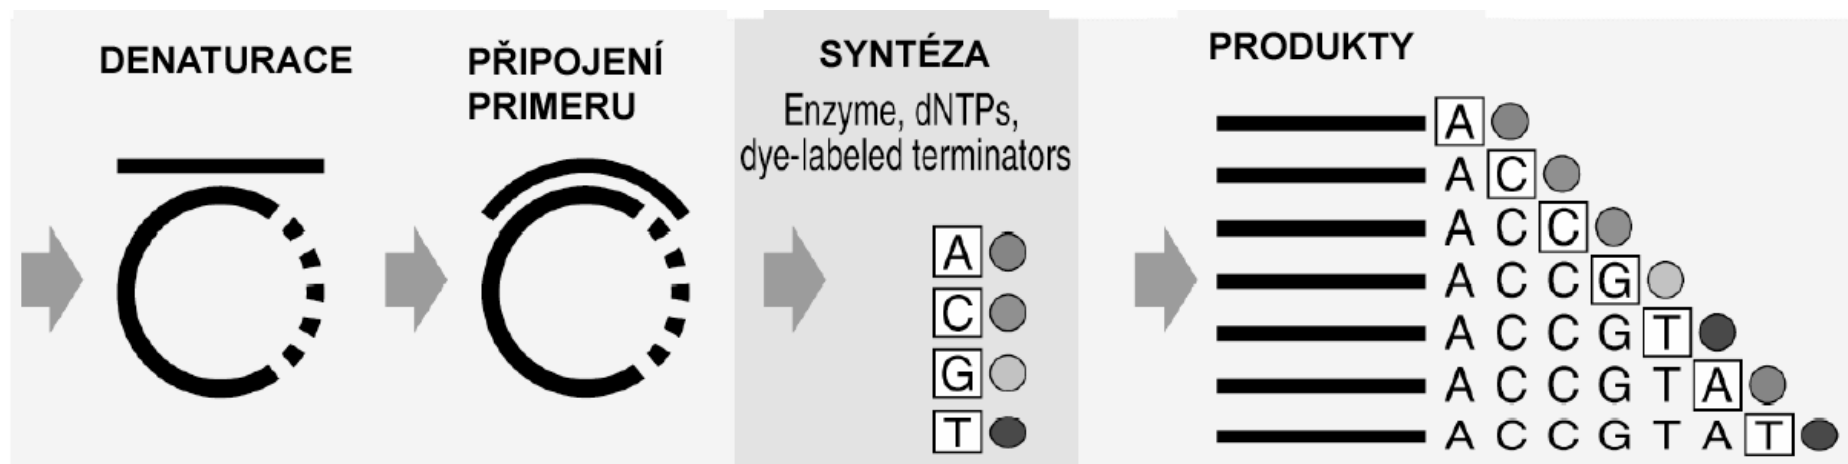 DENATURACE
PŘIPOJENÍ
PRIMERU
SYNTÉZA
Enzyme, dNTPs,
dye-labeled terminators
A
C
G
T
PRODUKTY
A
A C
A C C
A C C G
A C C G T
A C C G T A
A C C G T A T